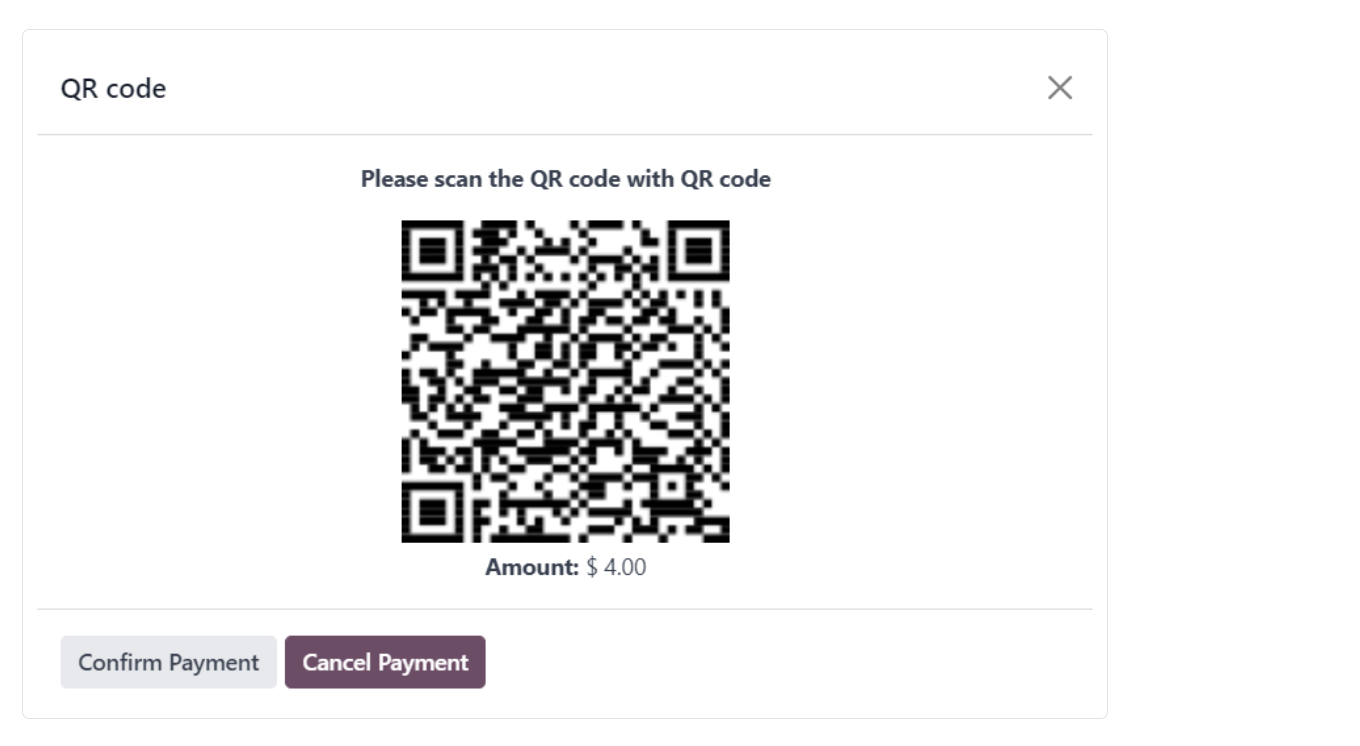 QR code
Please scan the QR code with QR code
Amount: $ 4.00
Confirm Payment Cancel Payment